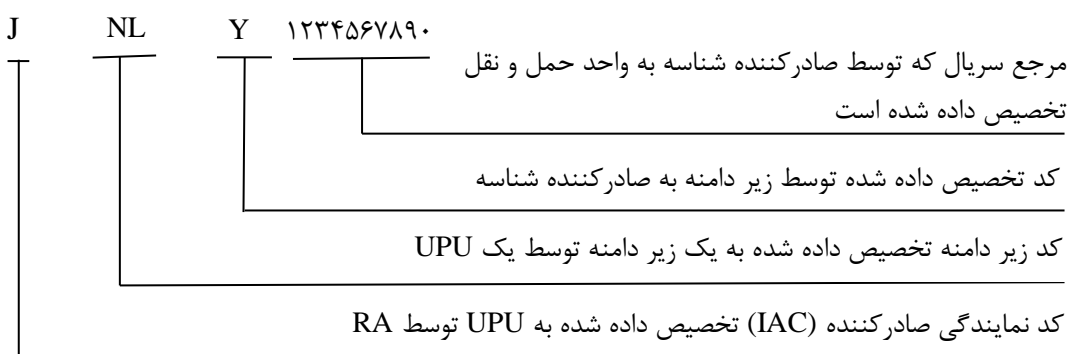 J NL Y ۱۲۳۴۵۶۷۸۹۰
مرجع سریال که توسط صادرکننده شناسه به واحد حمل و نقل
تخصیص داده شده است
کد تخصیص داده شده توسط زیر دامنه به صادرکننده شناسه
کد زیر دامنه تخصیص داده شده به یک زیر دامنه توسط یک UPU
کد نمایندگی صادرکننده (IAC) تخصیص داده شده به UPU توسط RA